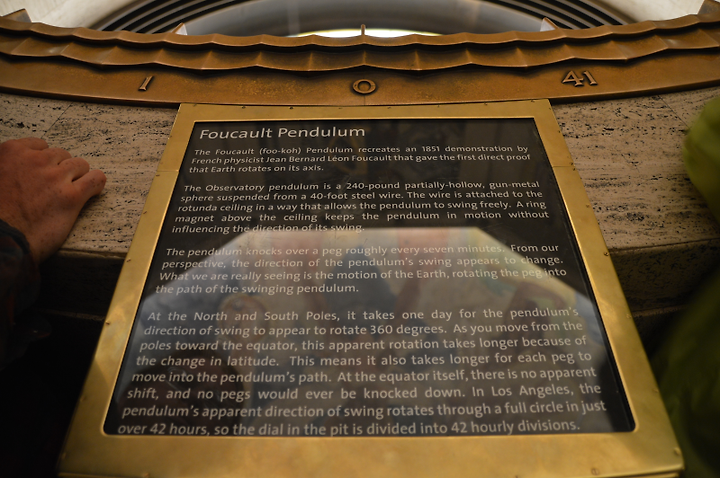 1 0 41
Foucault Pendulum
The Foucault (foo-koh) Pendulum recreates an 1851 demonstration by
French physicist Jean Bernard Léon Foucault that gave the first direct proof
that Earth rotates on its axis.
The Observatory pendulum is a 240-pound partially-hollow, gun-metal
sphere suspended from a 40-foot steel wire. The wire is attached to the
rotunda ceiling in a way that allows the pendulum to swing freely. A ring
magnet above the ceiling keeps the pendulum in motion without
influencing the direction of its swing.
The pendulum knocks over a peg roughly every seven minutes. From our
perspective, the direction of the pendulum's swing appears to change.
What we are really seeing is the motion of the Earth, rotating the peg into
the path of the swinging pendulum.
At the North and South Poles, it takes one day for the pendulum's
direction of swing to appear to rotate 360 degrees. As you move from the
poles toward the equator, this apparent rotation takes longer because of
the change in latitude. This means it also takes longer for each peg to
move into the pendulum's path. At the equator itself, there is no apparent
shift, and no pegs would ever be knocked down. In Los Angeles, the
pendulum's apparent direction of swing rotates through a full circle in just
over 42 hours, so the dial in the pit is divided into 42 hourly divisions.